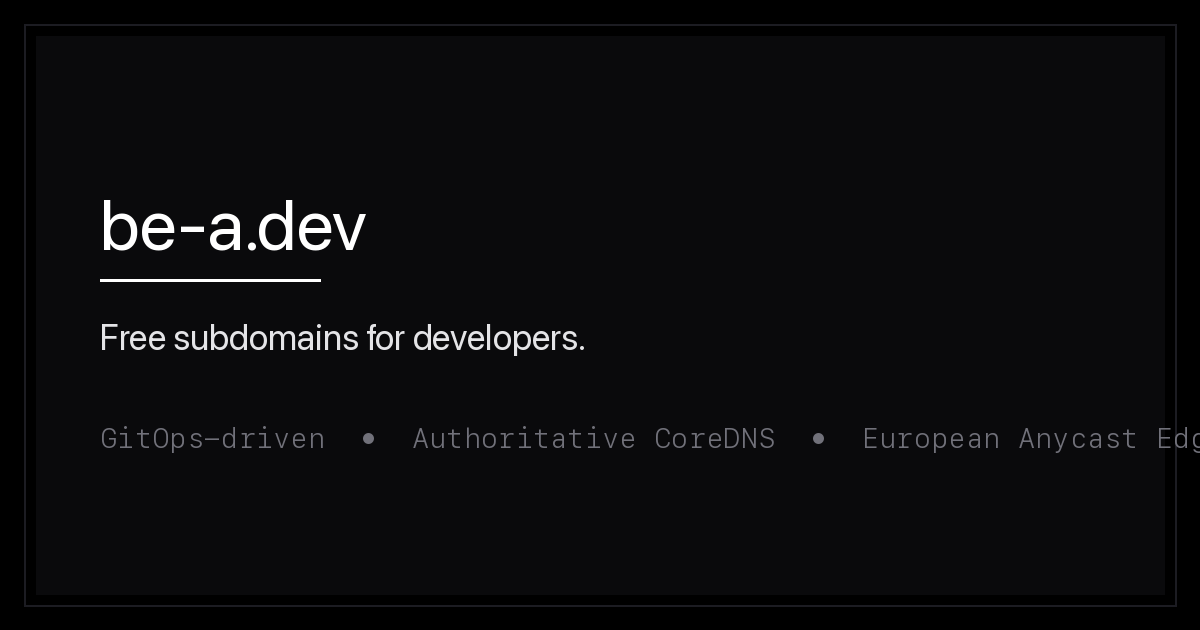 be-a.dev
Free subdomains for developers.
GitOps-driven • Authoritative CoreDNS • European Anycast